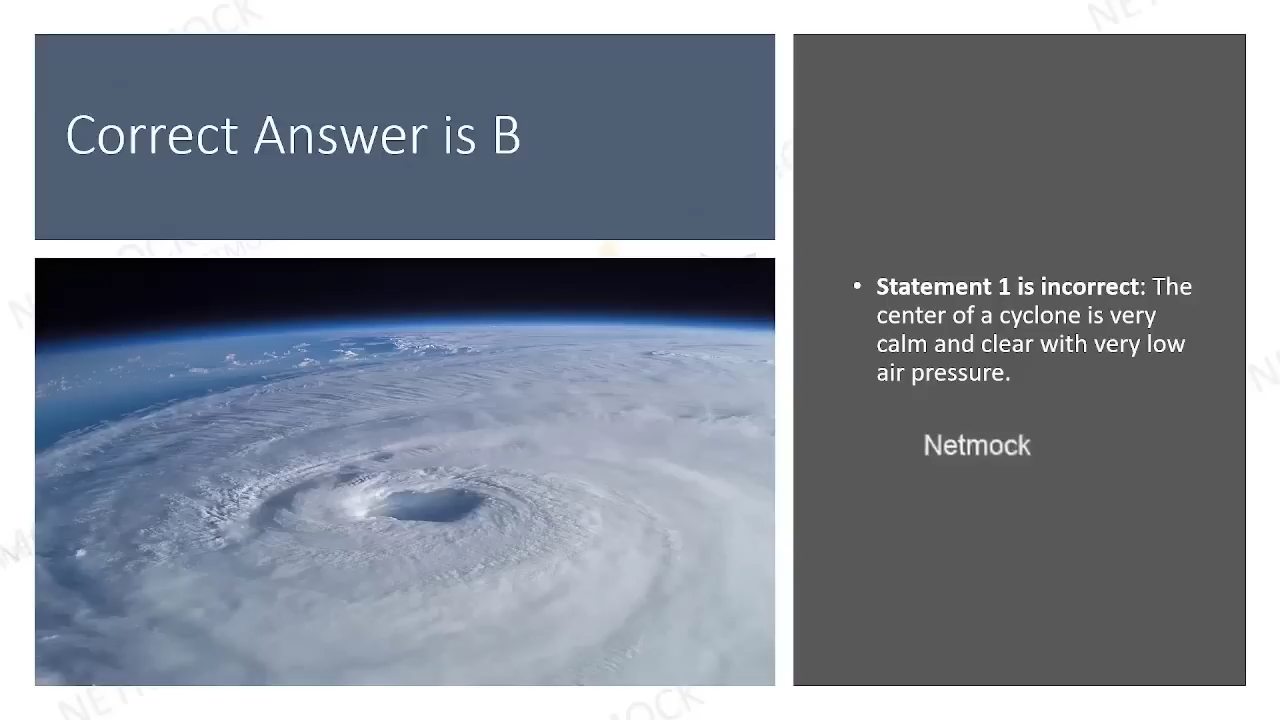 Correct Answer is B
• Statement 1 is incorrect: The
center of a cyclone is very
calm and clear with very low
air pressure.
Netmock